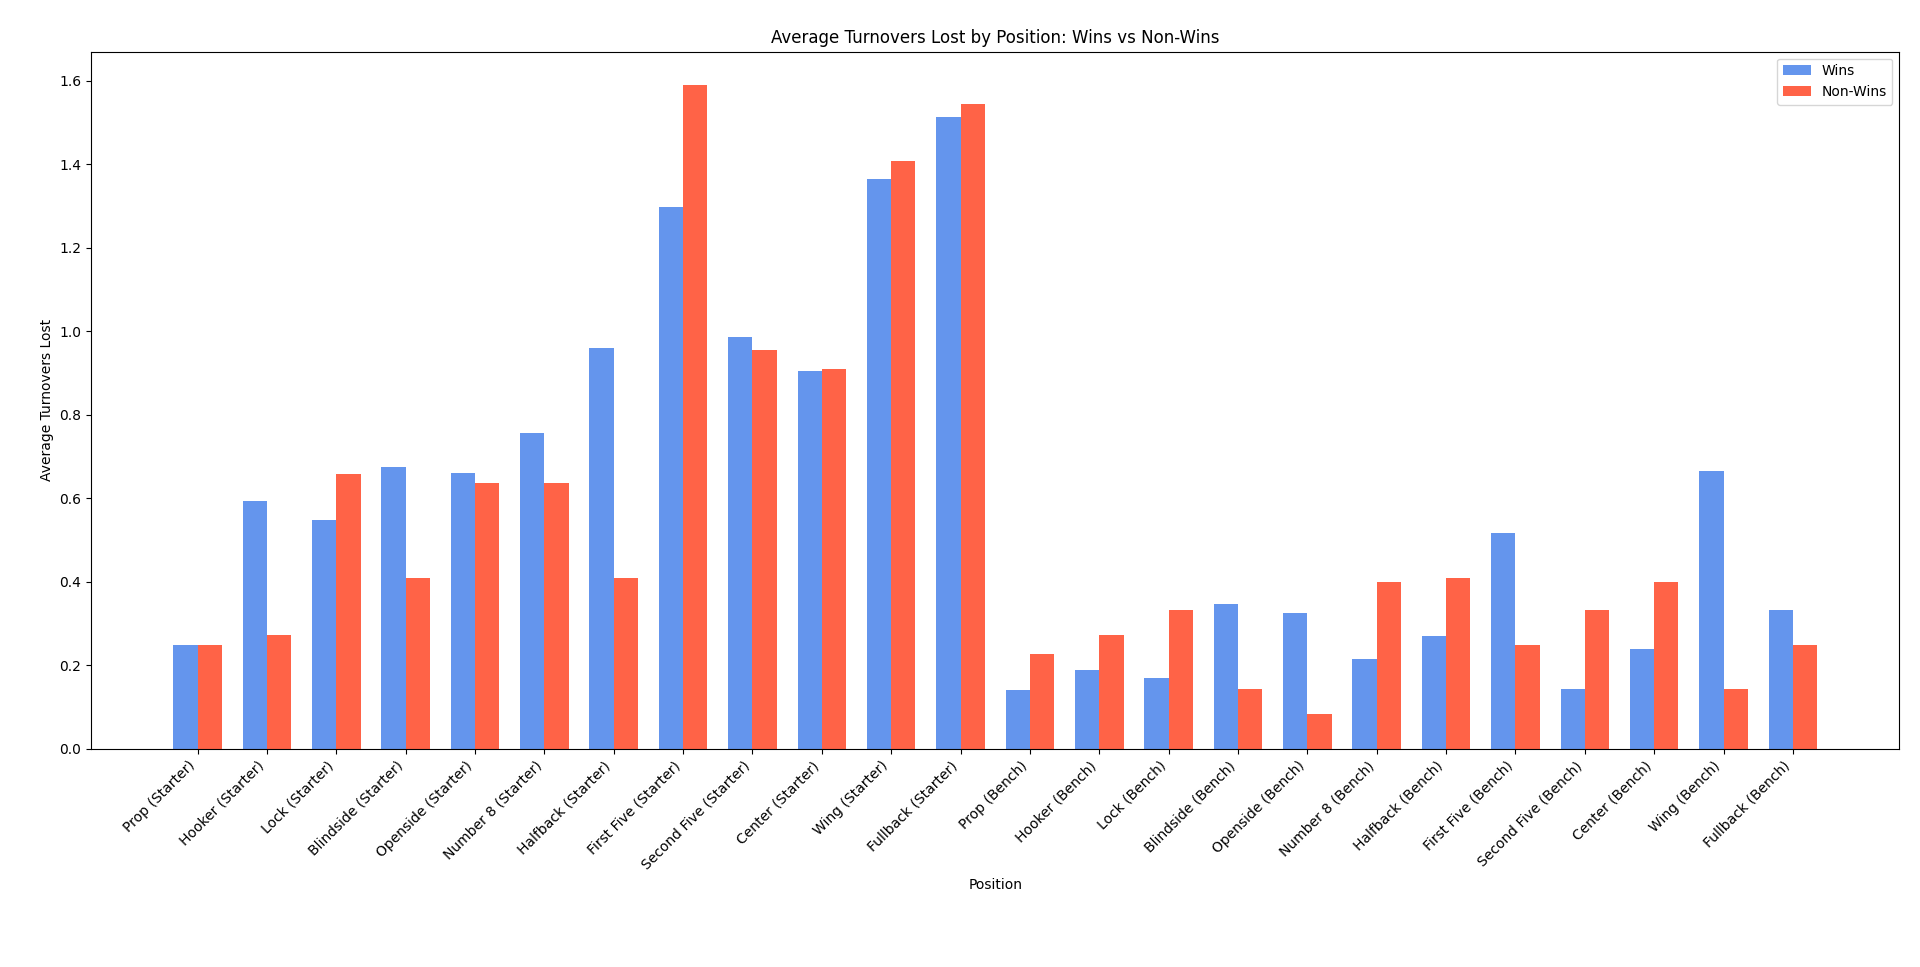 Average Turnovers Lost by Position: Wins vs Non-Wins
Wins
Non-Wins
Average Turnovers Lost
1.6
1.4
1.2
1.0
0.8
0.6
0.4
0.2
0.0
Prop (Starter)
Hooker (Starter)
Lock (Starter)
Blindside (Starter)
Openside (Starter)
Number 8 (Starter)
Halfback (Starter)
First Five (Starter)
Second Five (Starter)
Center (Starter)
Wing (Starter)
Fullback (Starter)
Prop (Bench)
Hooker (Bench)
Lock (Bench)
Blindside (Bench)
Openside (Bench)
Number 8 (Bench)
Halfback (Bench)
First Five (Bench)
Second Five (Bench)
Center (Bench)
Wing (Bench)
Fullback (Bench)
Position